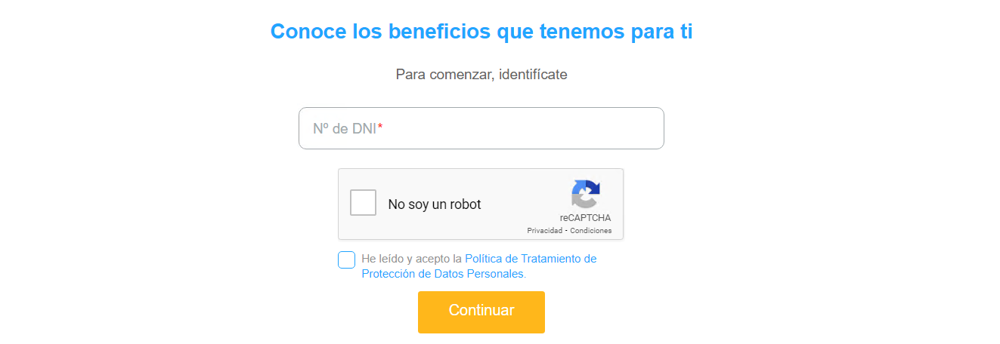 Conoce los beneficios que tenemos para ti
Para comenzar, identifícate
Nº de DNI*
No soy un robot
reCAPTCHA
Privacidad - Condiciones
He leído y acepto la Política de Tratamiento de
Protección de Datos Personales.
Continuar